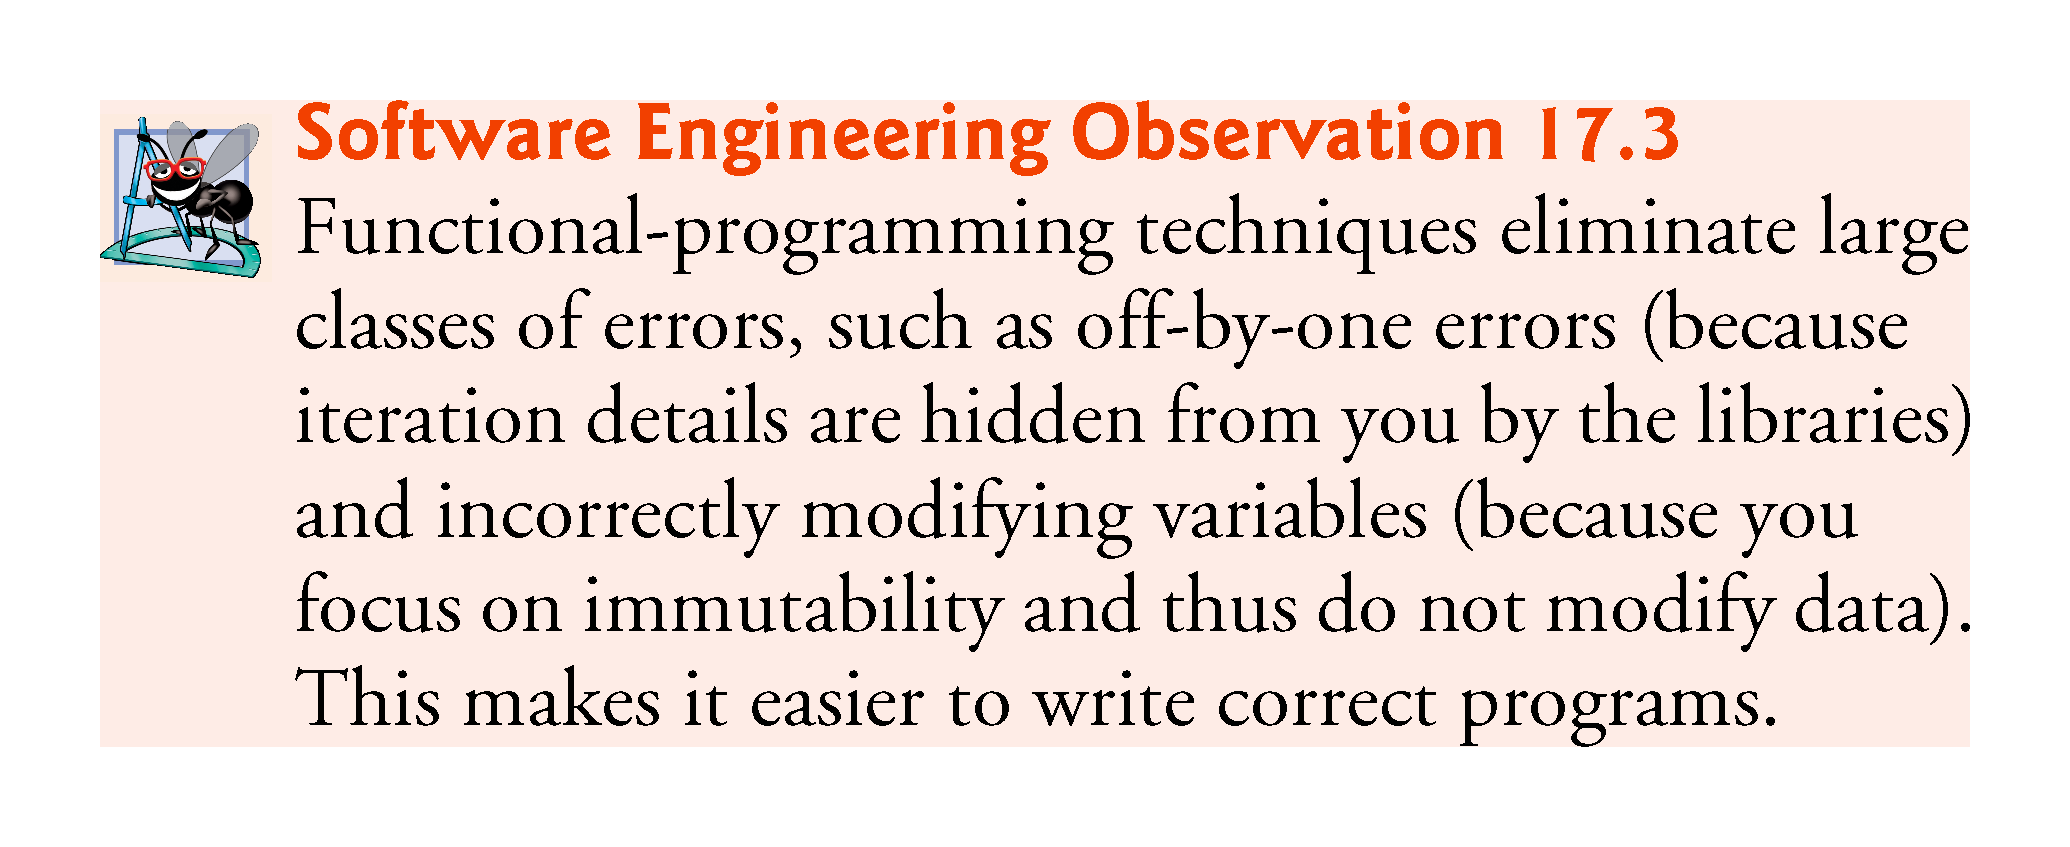 Software Engineering Observation 17.3
Functional-programming techniques eliminate large
classes of errors, such as off-by-one errors (because
iteration details are hidden from you by the libraries)
and incorrectly modifying variables (because you
focus on immutability and thus do not modify data).
This makes it easier to write correct programs.